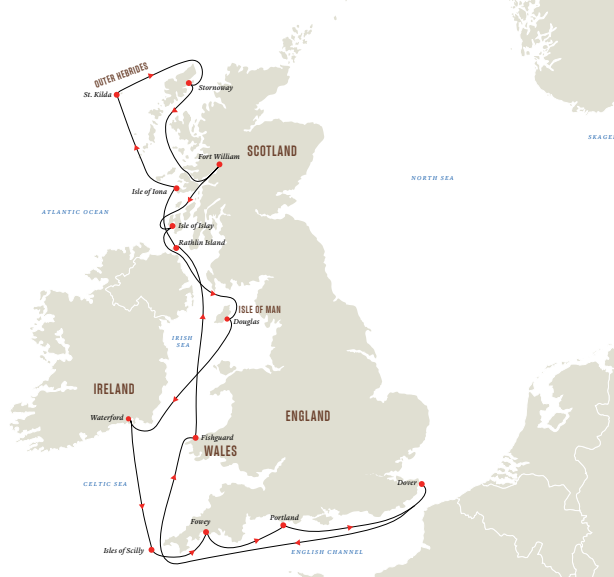 OUTER HEBRIDES
St. Kilda
Stornoway
SKAGE
Fort William
SCOTLAND
NORTH SEA
Isle of Iona
ATLANTIC OCEAN
Isle of Islay
Rathlin Island
ISLE OF MAN
Douglas
IRISH
SEA
IRELAND
Waterford
ENGLAND
Fishguard
WALES
CELTIC SEA
Dover
Fowey
Portland
Isles of Scilly
ENGLISH CHANNEL